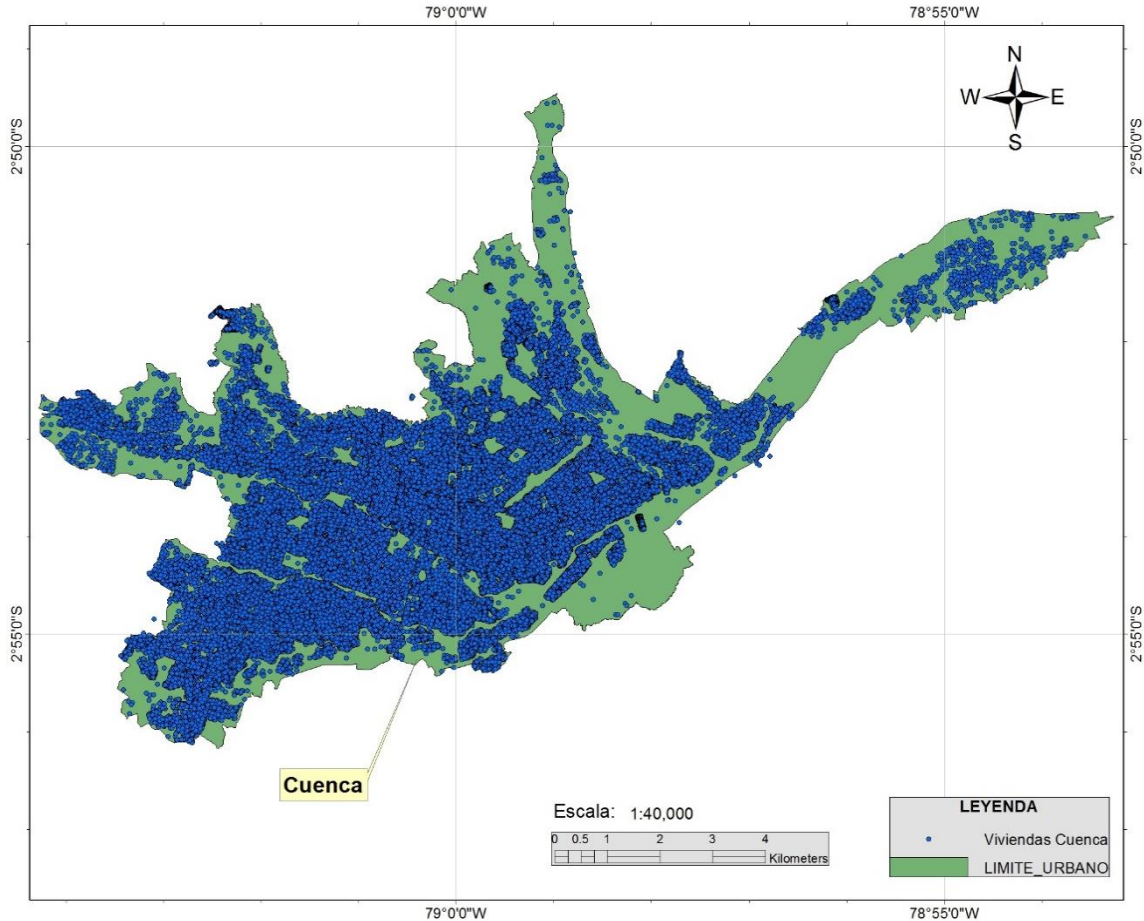 79°0'0"W 78°55'0"W
N
W E
S
2°50'0"S 2°50'0"S
2°55'0"S 2°55'0"S
Cuenca
Escala: 1:40,000
0 0.5 1 2 3 4
Kilometers
LEYENDA
Viviendas Cuenca
LIMITE_URBANO
79°0'0"W 78°55'0"W